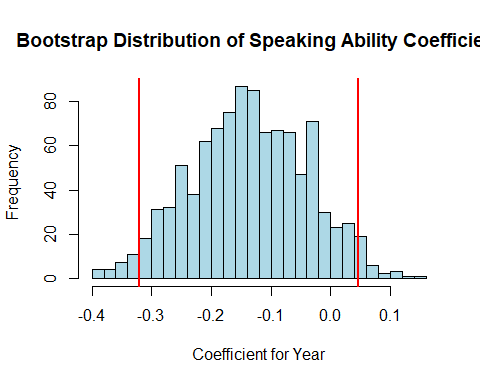 Bootstrap Distribution of Speaking Ability Coefficie
Frequency
80
60
40
20
0
-0.4 -0.3 -0.2 -0.1 0.0 0.1
Coefficient for Year